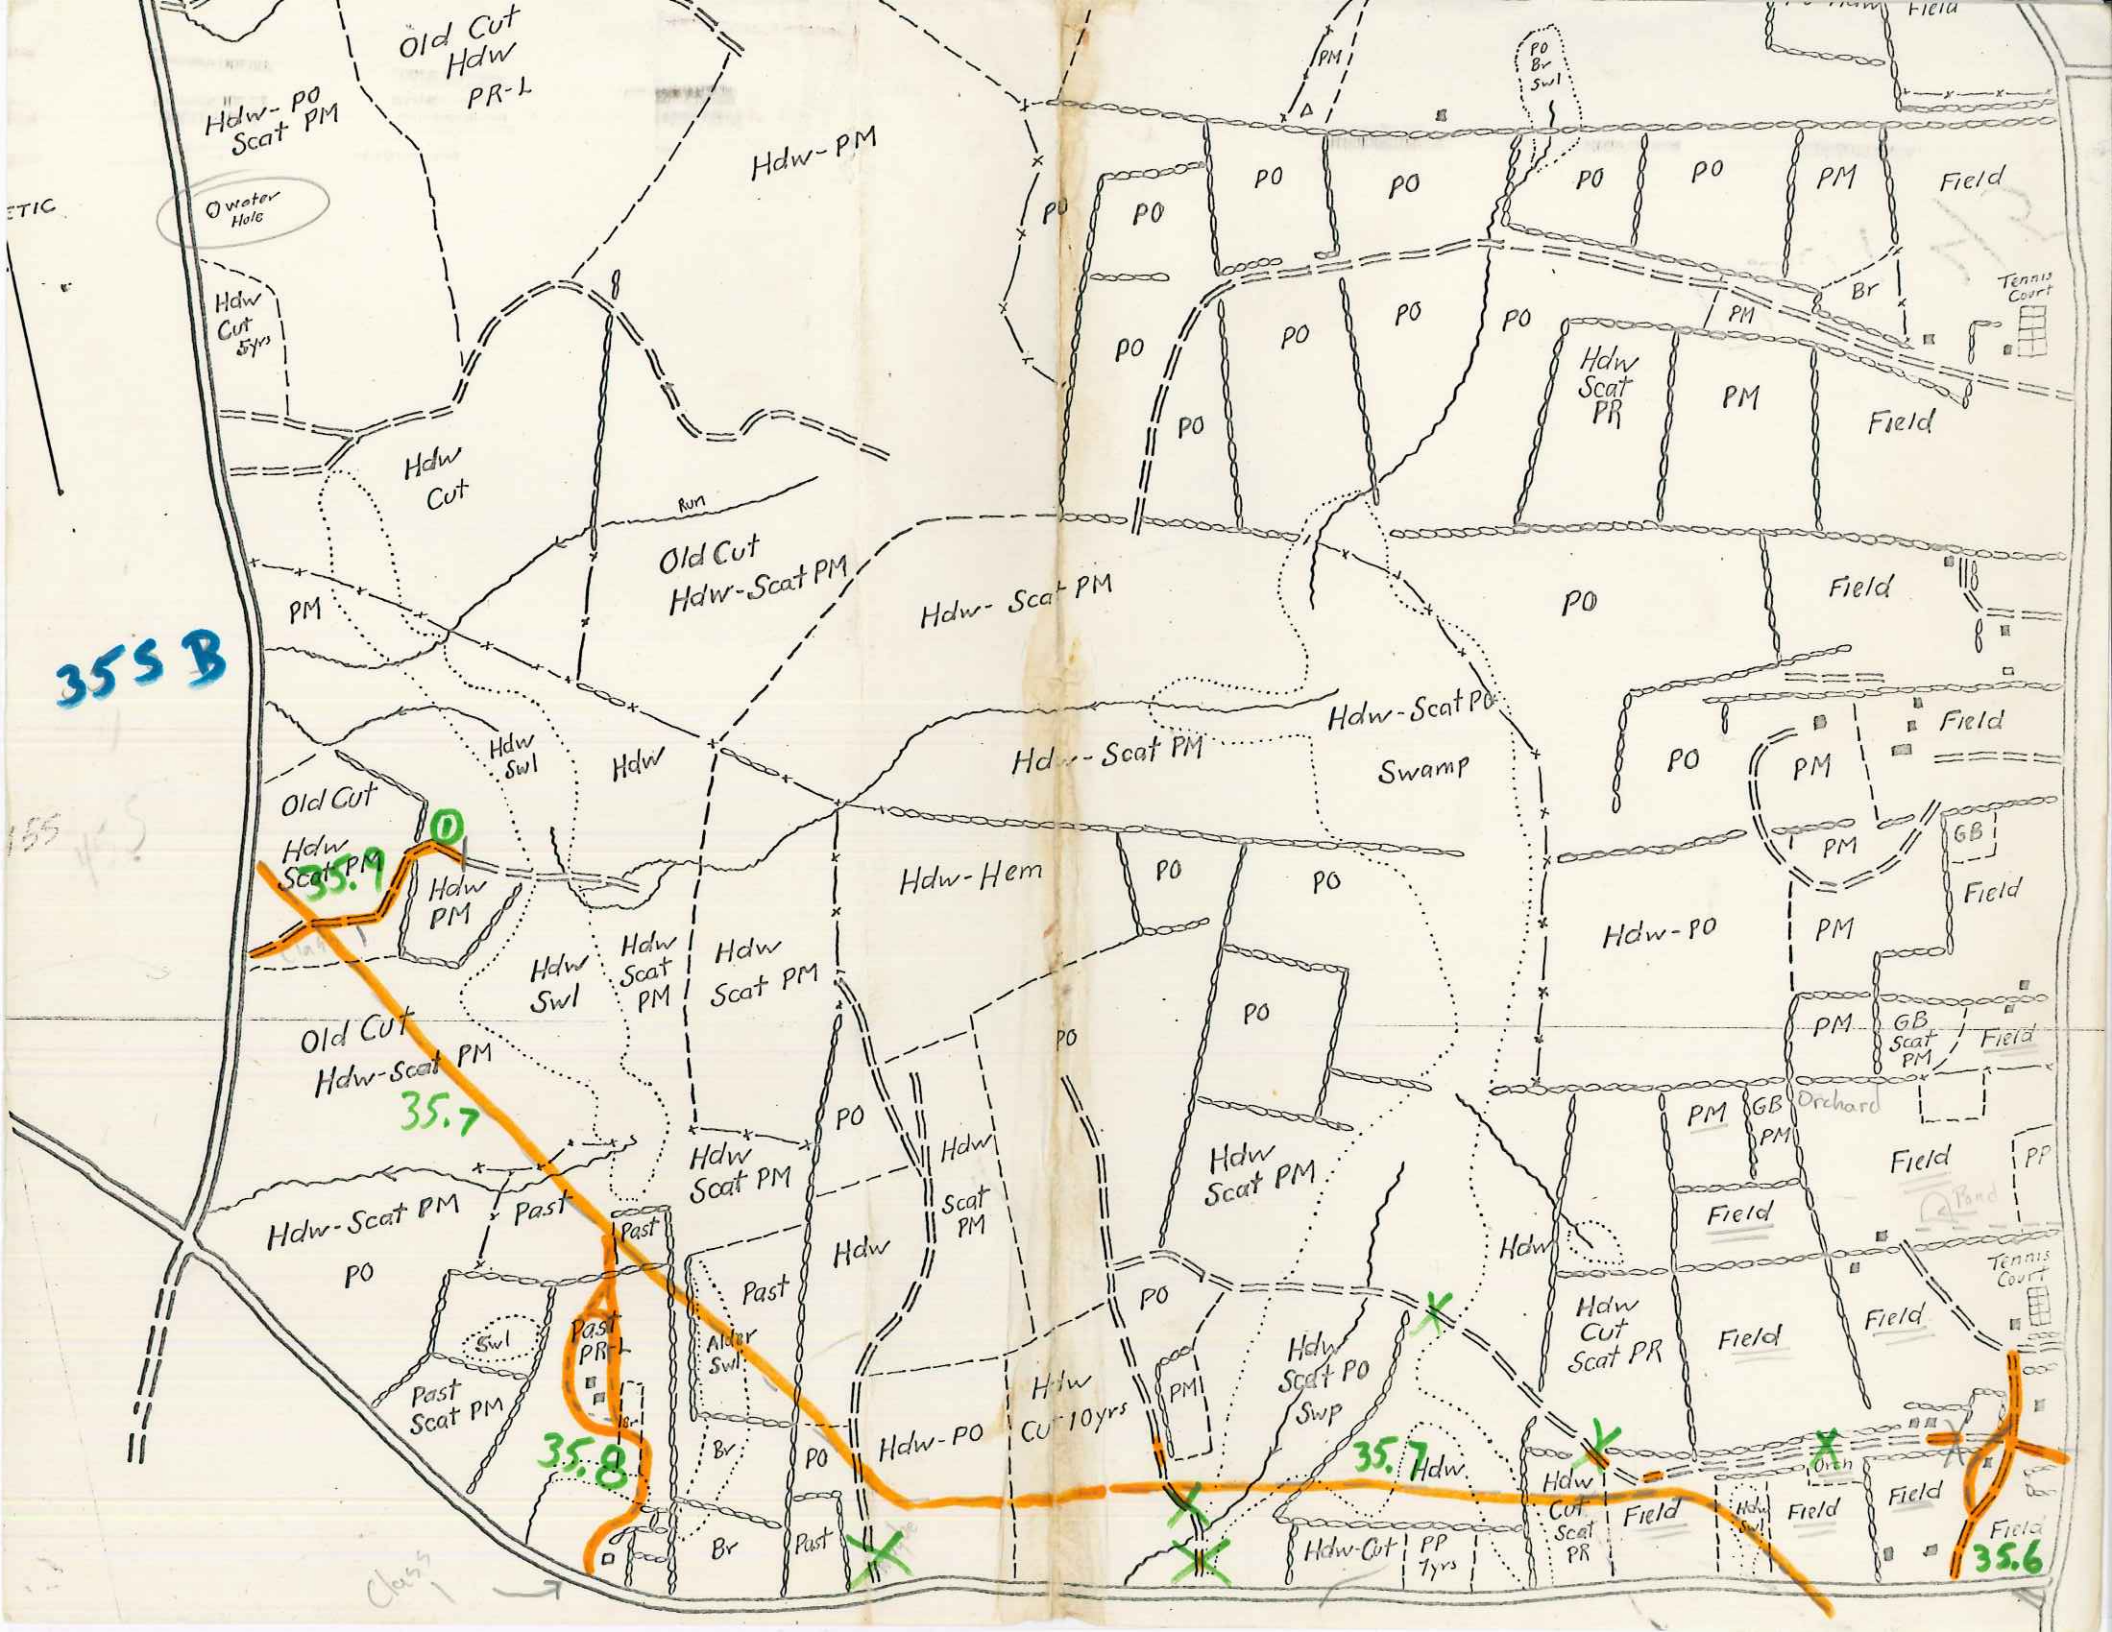 Old Cut
Hdw
PR-L
Hdw-PO
Scat PM
Hdw-PM
PM
PO
Br
Swl
Field
ETIC
Water
Hole
PO
PO
PO
PO
PO
PO
PM
Field
Hdw
Cut
5yrs
PO
PO
PO
PO
PM
Br
Tennis
Court
Hdw
Scat
PR
PM
Field
PO
Hdw
Cut
Run
Old Cut
Hdw-Scat PM
Hdw-Scat PM
PO
Field
PM
355 B
Hdw
Swl
Hdw
Hdw-Scat PM
Hdw-Scat PO
Swamp
PO
PM
Field
Old Cut
Hdw
Scat PM
35.9
1
Hdw
PM
Hdw-Hem
PO
PO
PM
GB
Field
155
455
Hdw
Swl
Hdw
Scat
PM
Hdw
Scat PM
Hdw-PO
PM
Old Cut
Hdw-Scat PM
PO
PO
PM
GB
Scat
PM
Field
35.7
PO
Hdw
Scat PM
Hdw
Scat
PM
Hdw
Scat PM
PM
GB
PM
Orchard
Field
PP
Pond
Hdw-Scat PM
PO
Past
Past
Hdw
Field
Hdw
Past
PO
Tennis
Court
Swl
Past
PR-L
Alder
Swl
Hdw
Scat PO
Swp
Hdw
Cut
Scat PR
Field
Field
Past
Scat PM
PM
Hdw
Cut 10yrs
Hdw-PO
35.8
Br
Br
PO
35.7
Hdw
Hdw
Cut
Scat
PR
Field
Hdw
Swl
Orch
Field
Field
Field
Br
Past
Hdw-Cut
PP
7yrs
35.6
Class